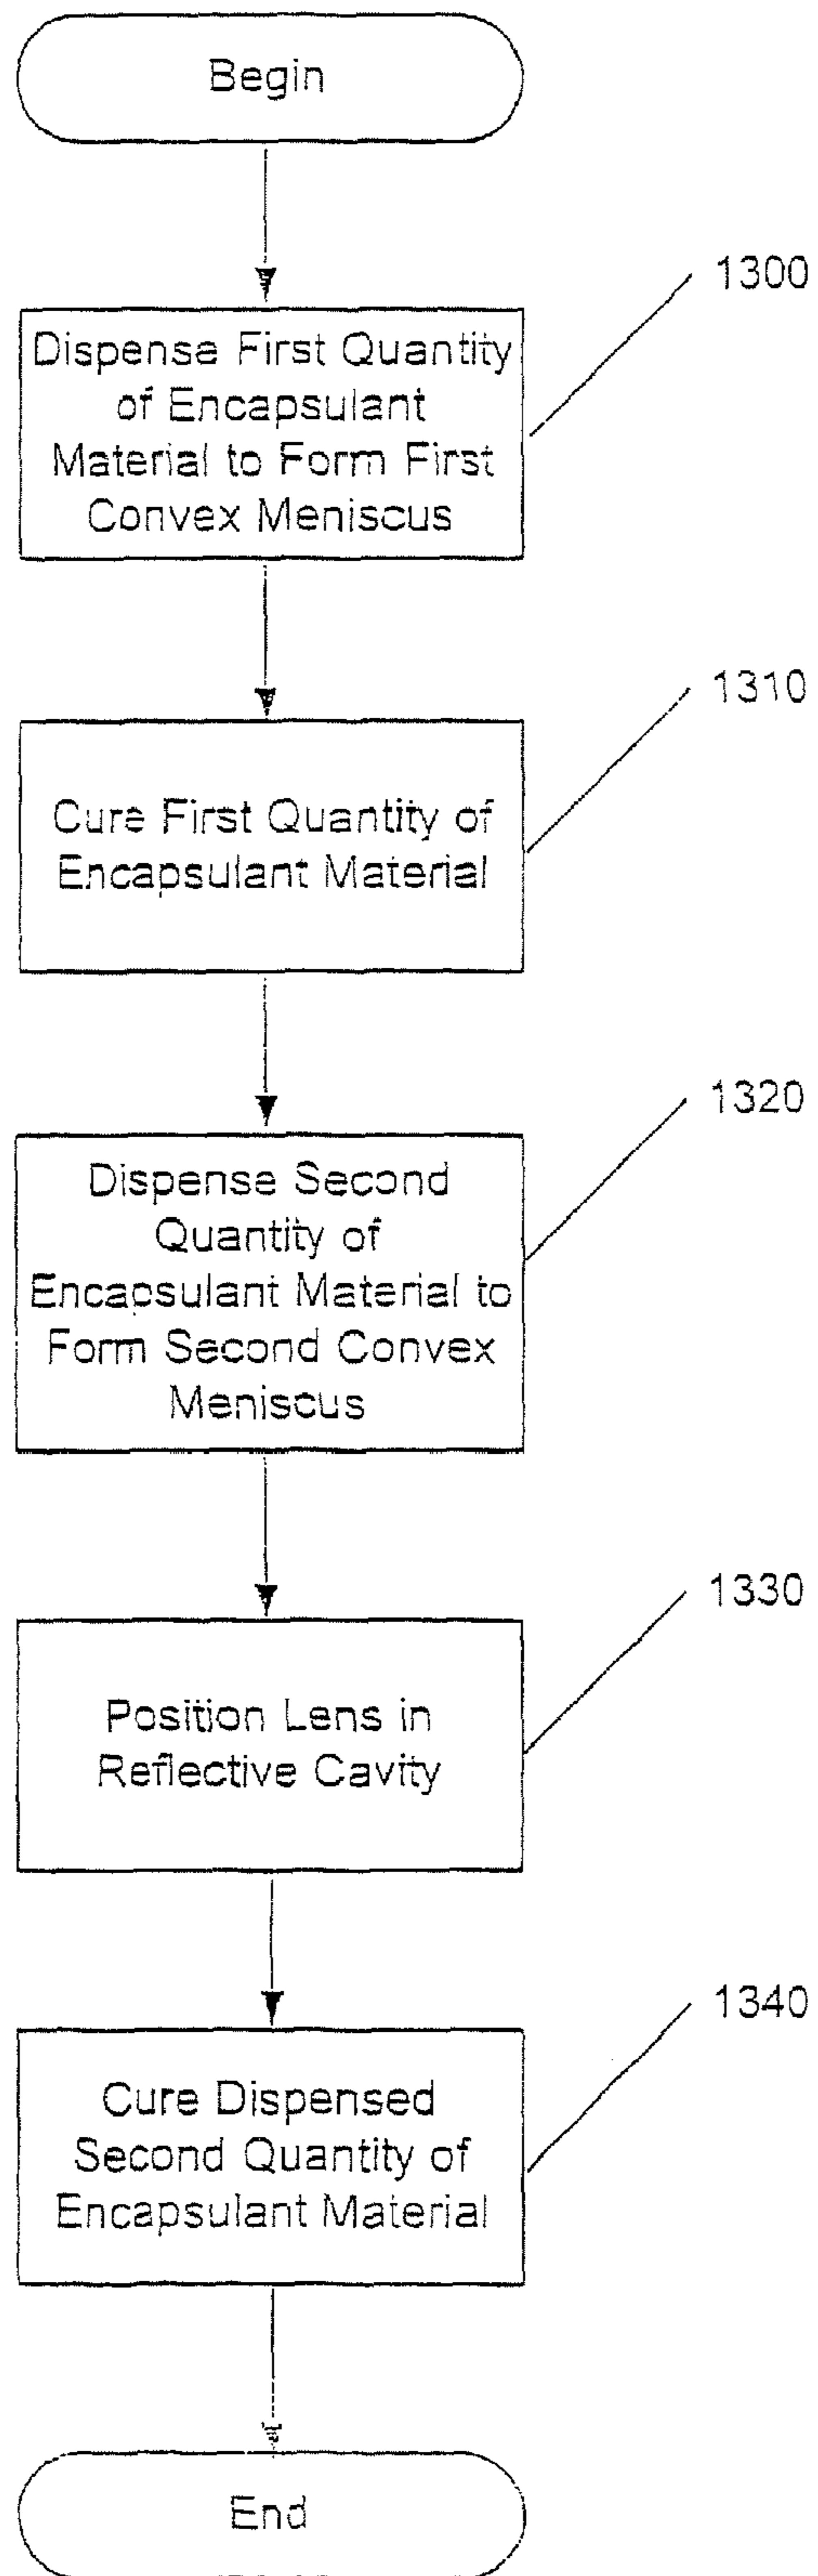 Begin
1300
Dispense First Quantity
of Encapsulant
Material to Form First
Convex Meniscus
1310
Cure First Quantity of
Encapsulant Material
1320
Dispense Second
Quantity of
Encapsulant Material to
Form Second Convex
Meniscus
1330
Position Lens in
Reflective Cavity
1340
Cure Dispensed
Second Quantity of
Encapsulant Material
End